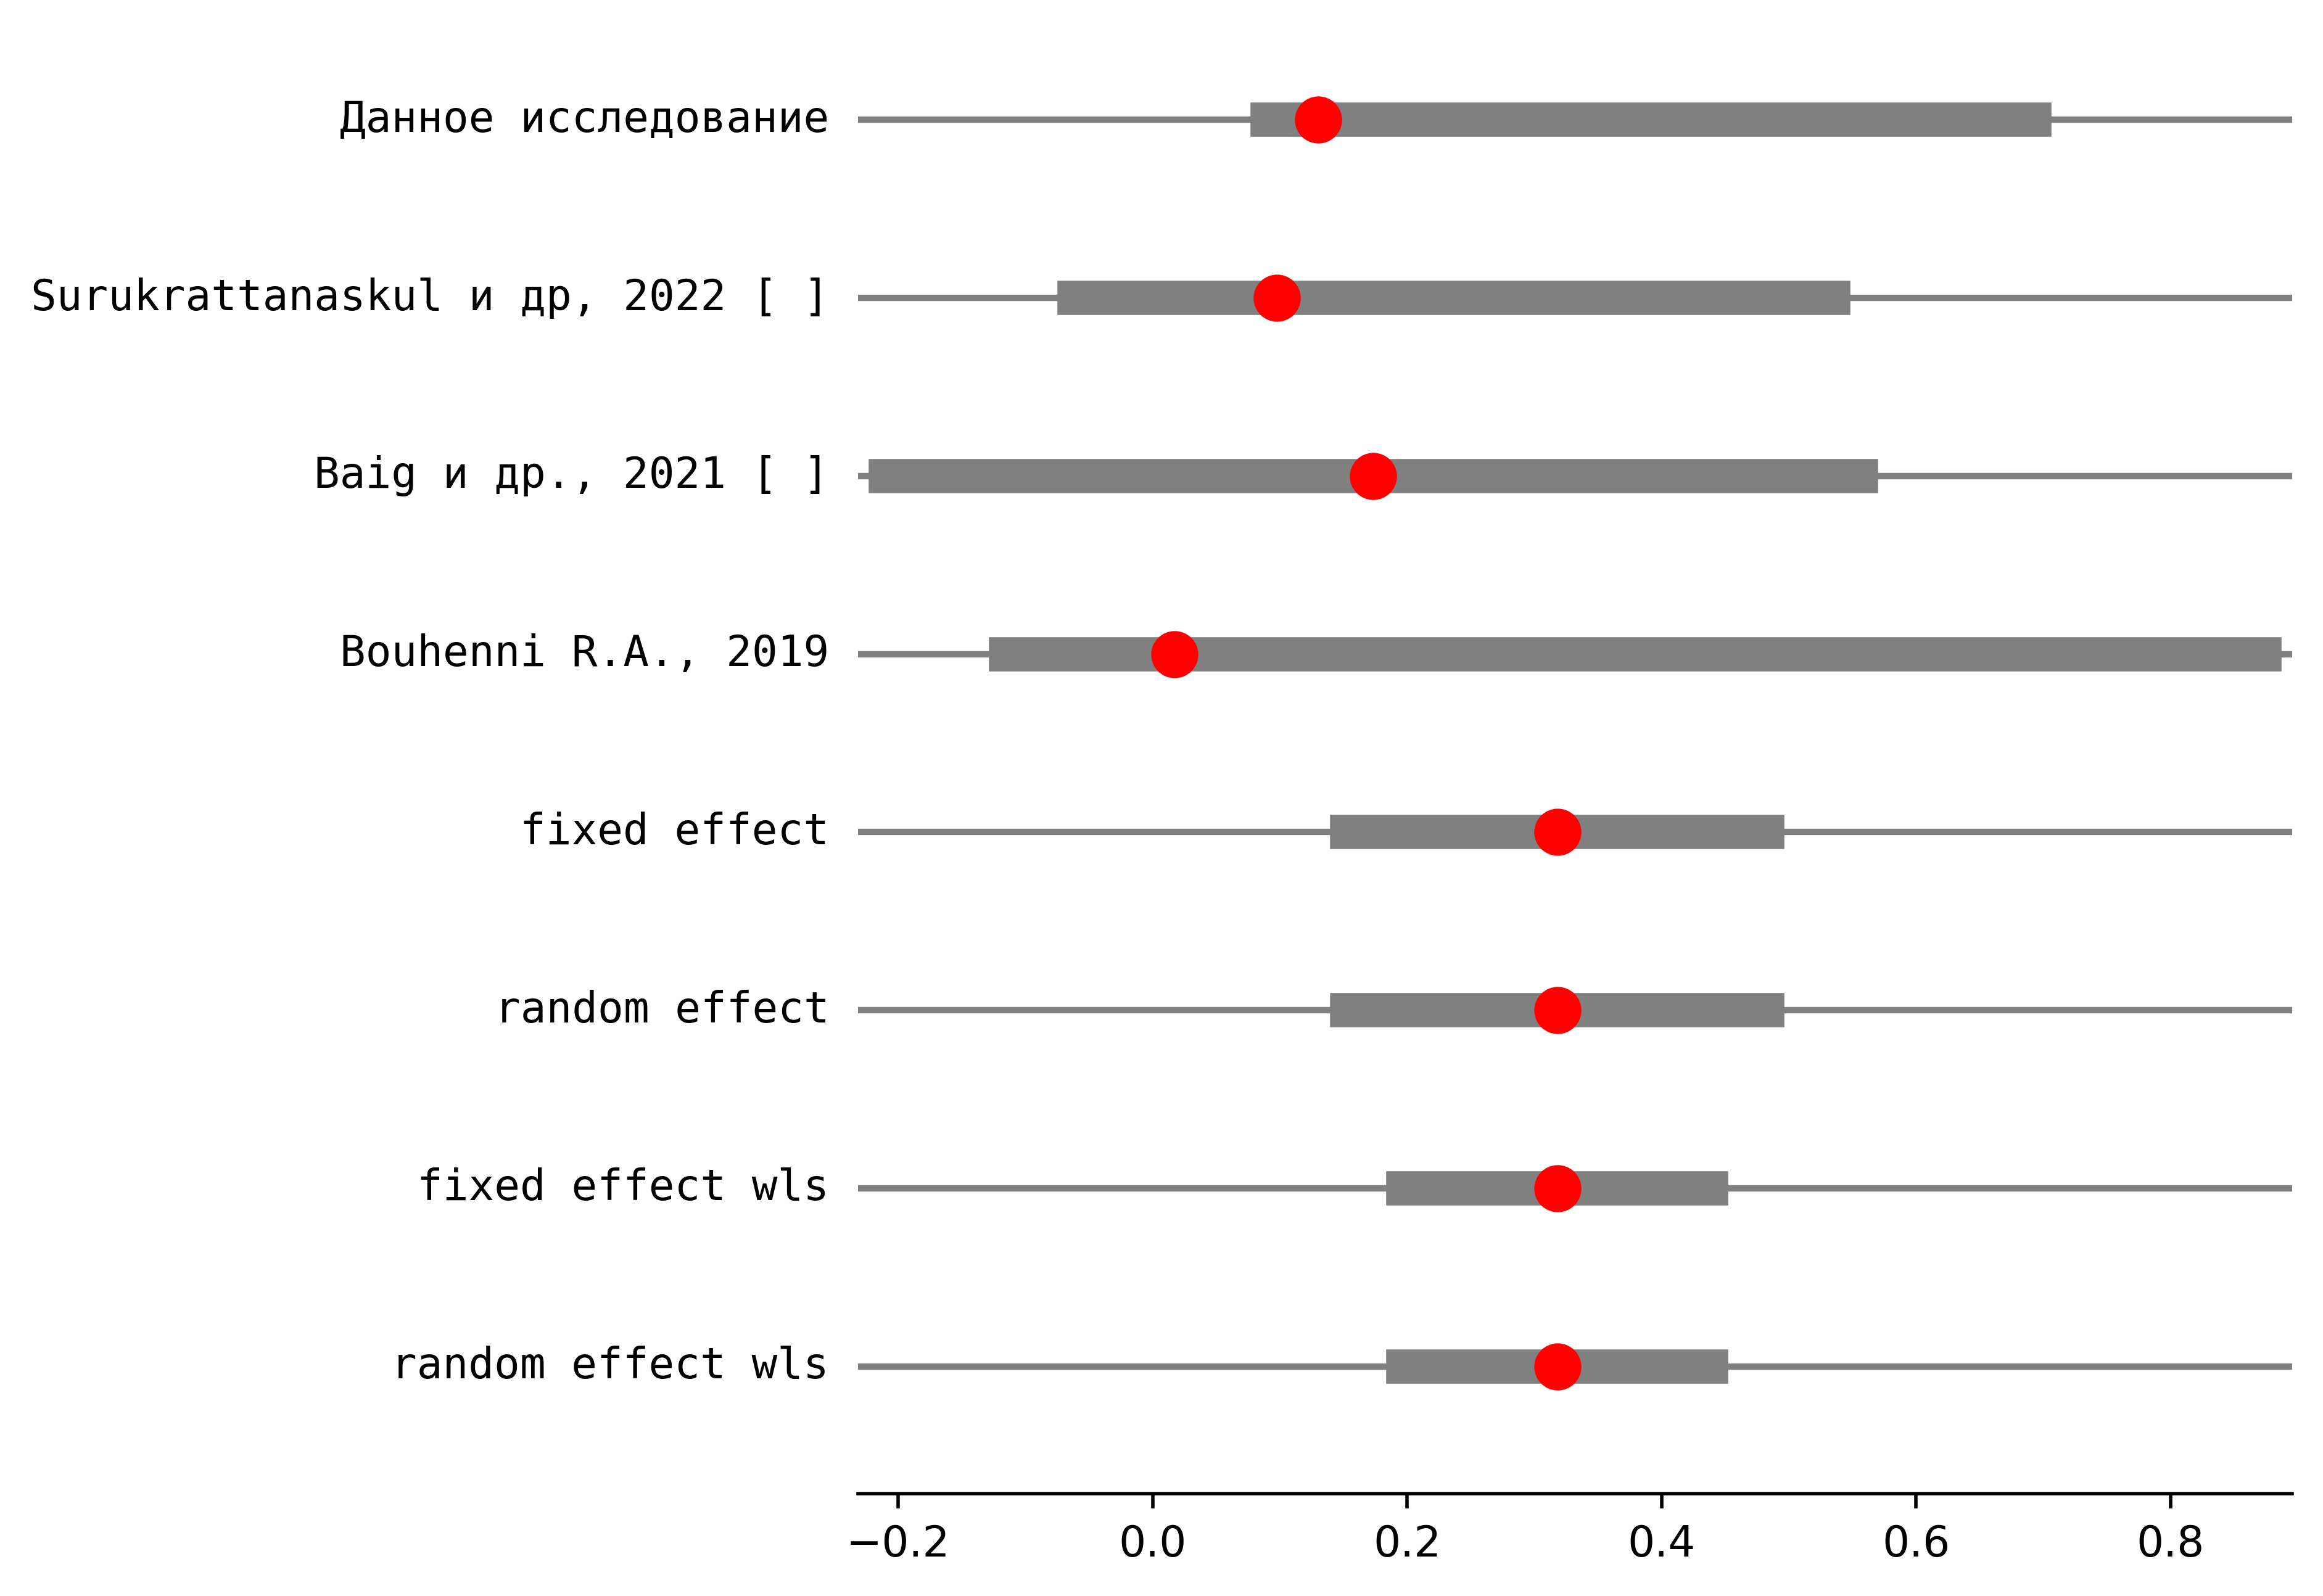 Данное исследование
Surukrattanaskul и др, 2022 [ ]
Baig и др., 2021 [ ]
Bouhenni R.A., 2019
fixed effect
random effect
fixed effect wls
random effect wls
−0.2 0.0 0.2 0.4 0.6 0.8